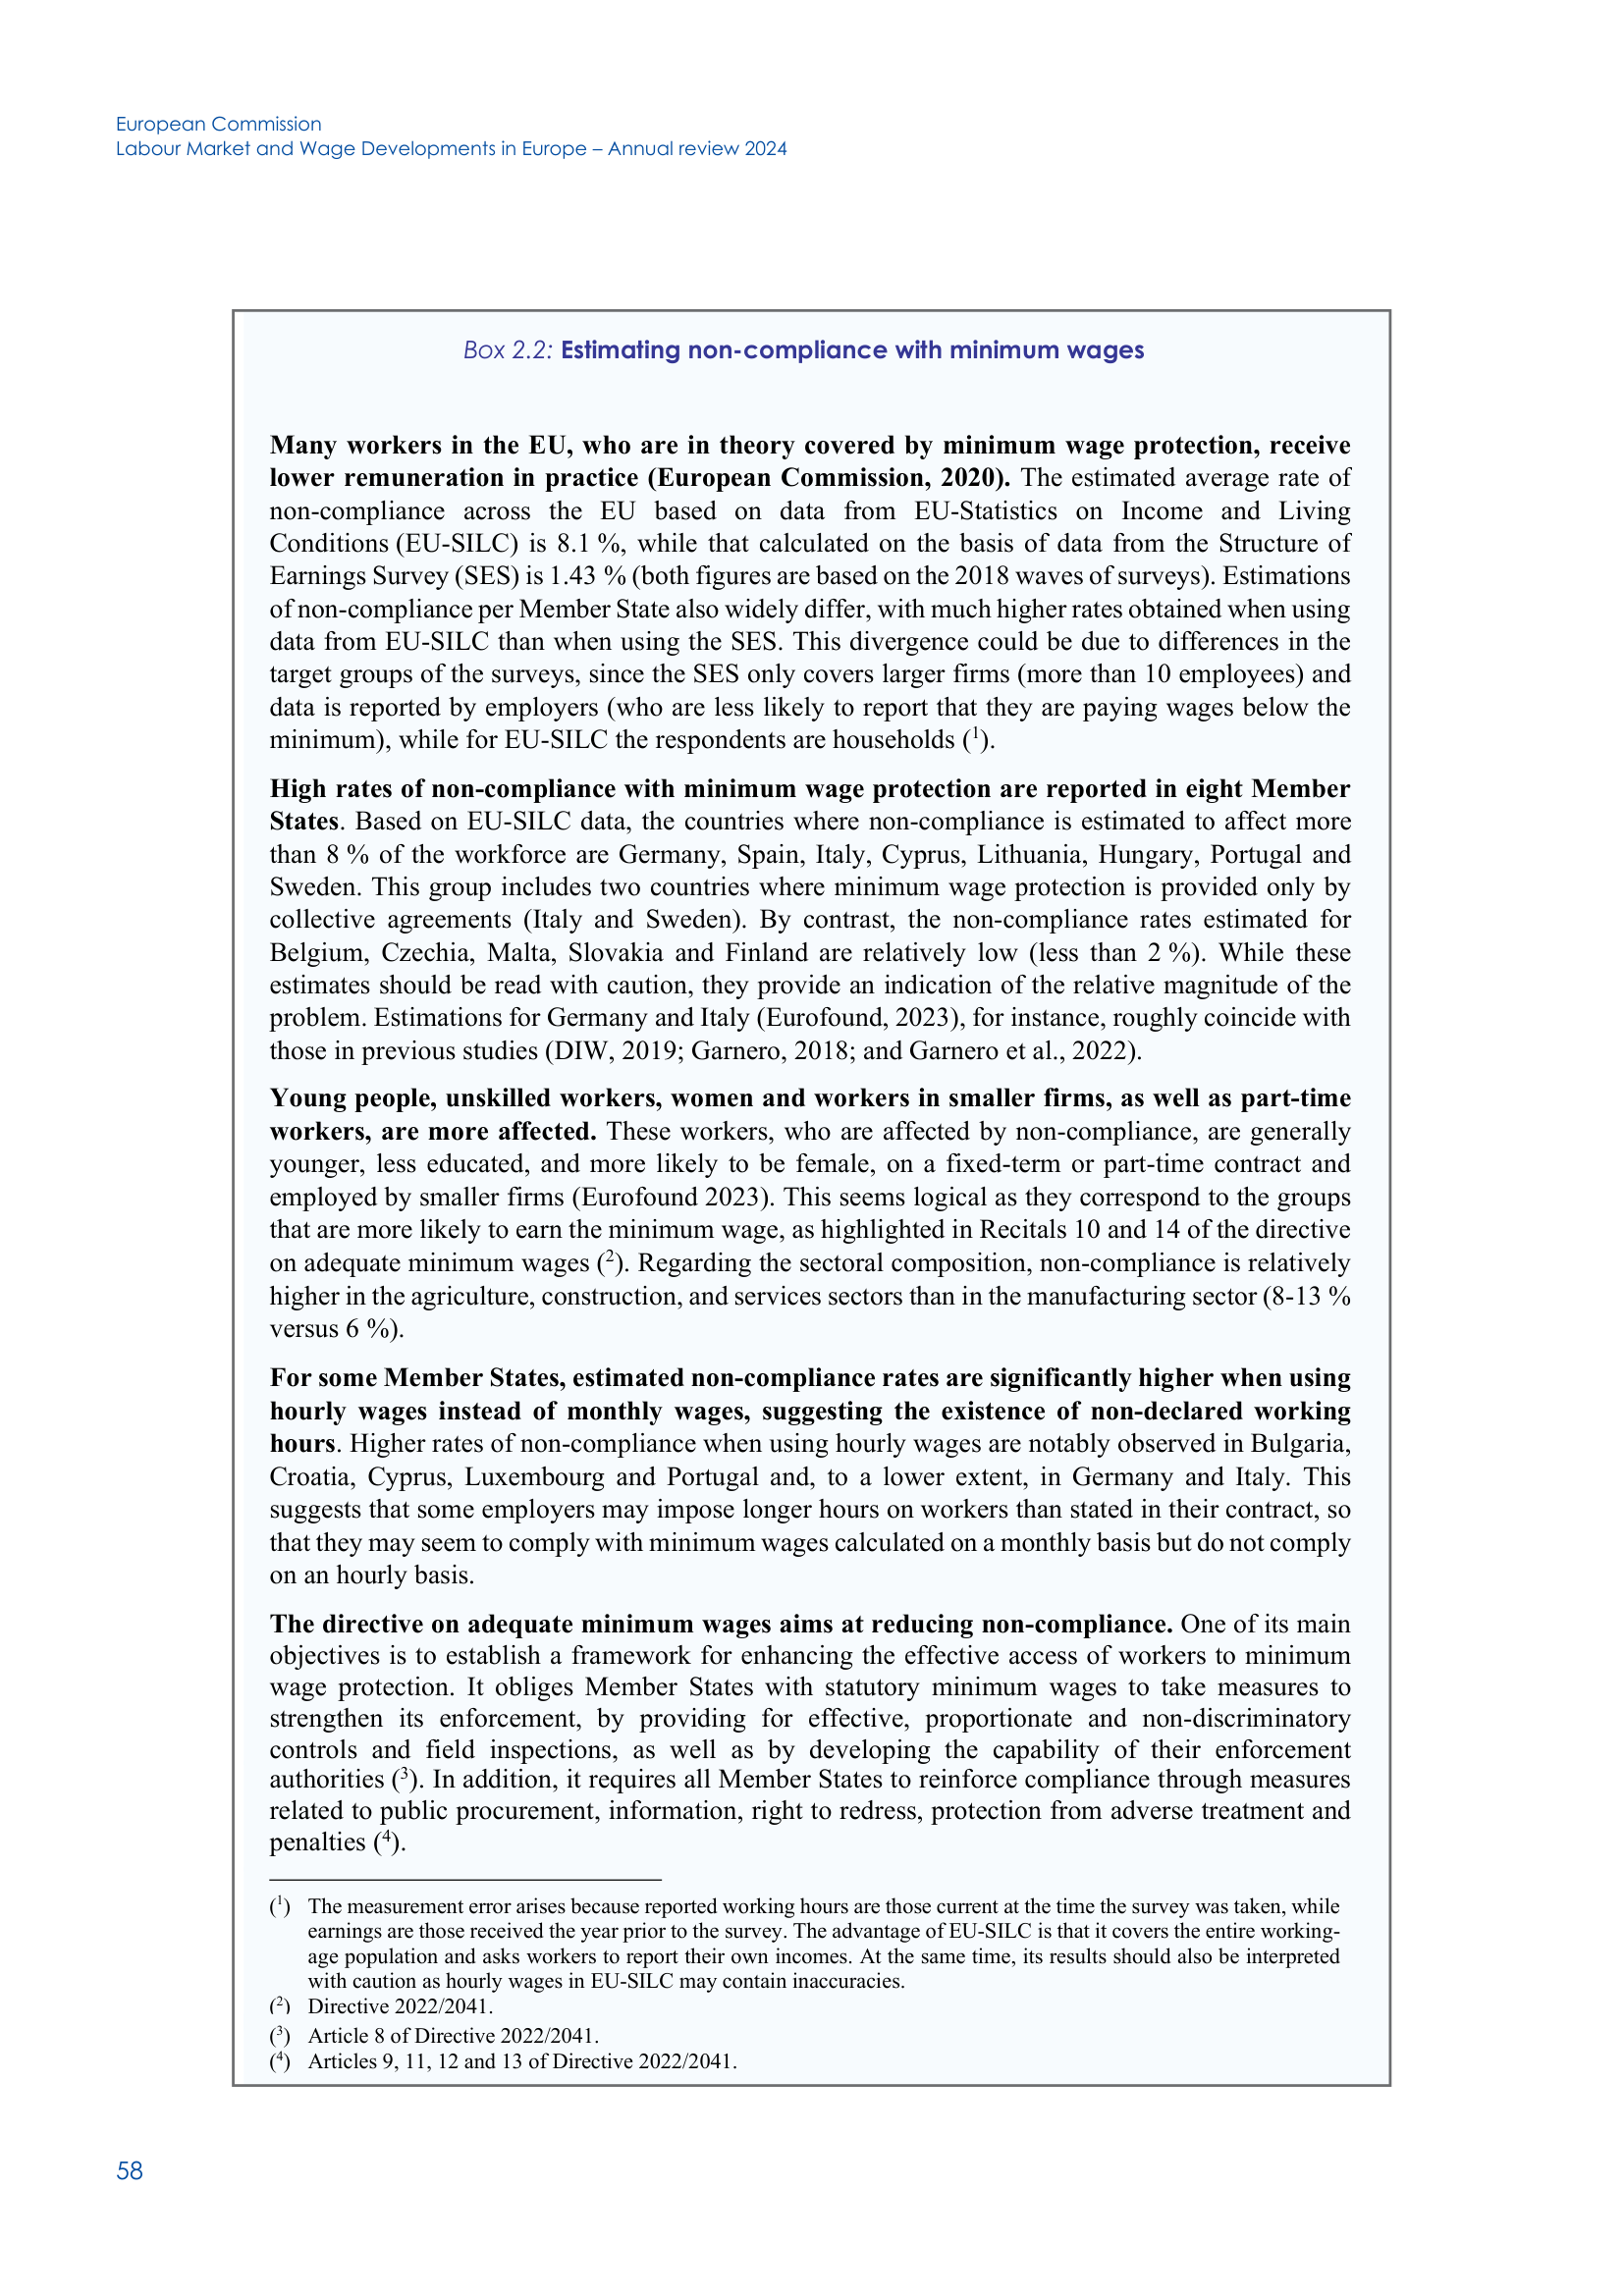 European Commission
Labour Market and Wage Developments in Europe – Annual review 2024
Box 2.2: Estimating non-compliance with minimum wages
Many workers in the EU, who are in theory covered by minimum wage protection, receive
lower remuneration in practice (European Commission, 2020). The estimated average rate of
non-compliance across the EU based on data from EU-Statistics on Income and Living
Conditions (EU-SILC) is 8.1 %, while that calculated on the basis of data from the Structure of
Earnings Survey (SES) is 1.43 % (both figures are based on the 2018 waves of surveys). Estimations
of non-compliance per Member State also widely differ, with much higher rates obtained when using
data from EU-SILC than when using the SES. This divergence could be due to differences in the
target groups of the surveys, since the SES only covers larger firms (more than 10 employees) and
data is reported by employers (who are less likely to report that they are paying wages below the
minimum), while for EU-SILC the respondents are households (1).
High rates of non-compliance with minimum wage protection are reported in eight Member
States. Based on EU-SILC data, the countries where non-compliance is estimated to affect more
than 8 % of the workforce are Germany, Spain, Italy, Cyprus, Lithuania, Hungary, Portugal and
Sweden. This group includes two countries where minimum wage protection is provided only by
collective agreements (Italy and Sweden). By contrast, the non-compliance rates estimated for
Belgium, Czechia, Malta, Slovakia and Finland are relatively low (less than 2 %). While these
estimates should be read with caution, they provide an indication of the relative magnitude of the
problem. Estimations for Germany and Italy (Eurofound, 2023), for instance, roughly coincide with
those in previous studies (DIW, 2019; Garnero, 2018; and Garnero et al., 2022).
Young people, unskilled workers, women and workers in smaller firms, as well as part-time
workers, are more affected. These workers, who are affected by non-compliance, are generally
younger, less educated, and more likely to be female, on a fixed-term or part-time contract and
employed by smaller firms (Eurofound 2023). This seems logical as they correspond to the groups
that are more likely to earn the minimum wage, as highlighted in Recitals 10 and 14 of the directive
on adequate minimum wages (2). Regarding the sectoral composition, non-compliance is relatively
higher in the agriculture, construction, and services sectors than in the manufacturing sector (8-13 %
versus 6 %).
For some Member States, estimated non-compliance rates are significantly higher when using
hourly wages instead of monthly wages, suggesting the existence of non-declared working
hours. Higher rates of non-compliance when using hourly wages are notably observed in Bulgaria,
Croatia, Cyprus, Luxembourg and Portugal and, to a lower extent, in Germany and Italy. This
suggests that some employers may impose longer hours on workers than stated in their contract, so
that they may seem to comply with minimum wages calculated on a monthly basis but do not comply
on an hourly basis.
The directive on adequate minimum wages aims at reducing non-compliance. One of its main
objectives is to establish a framework for enhancing the effective access of workers to minimum
wage protection. It obliges Member States with statutory minimum wages to take measures to
strengthen its enforcement, by providing for effective, proportionate and non-discriminatory
controls and field inspections, as well as by developing the capability of their enforcement
authorities (3). In addition, it requires all Member States to reinforce compliance through measures
related to public procurement, information, right to redress, protection from adverse treatment and
penalties (4).
(1) The measurement error arises because reported working hours are those current at the time the survey was taken, while
earnings are those received the year prior to the survey. The advantage of EU-SILC is that it covers the entire working-
age population and asks workers to report their own incomes. At the same time, its results should also be interpreted
with caution as hourly wages in EU-SILC may contain inaccuracies.
(2) Directive 2022/2041.
(3) Article 8 of Directive 2022/2041.
(4) Articles 9, 11, 12 and 13 of Directive 2022/2041.
58